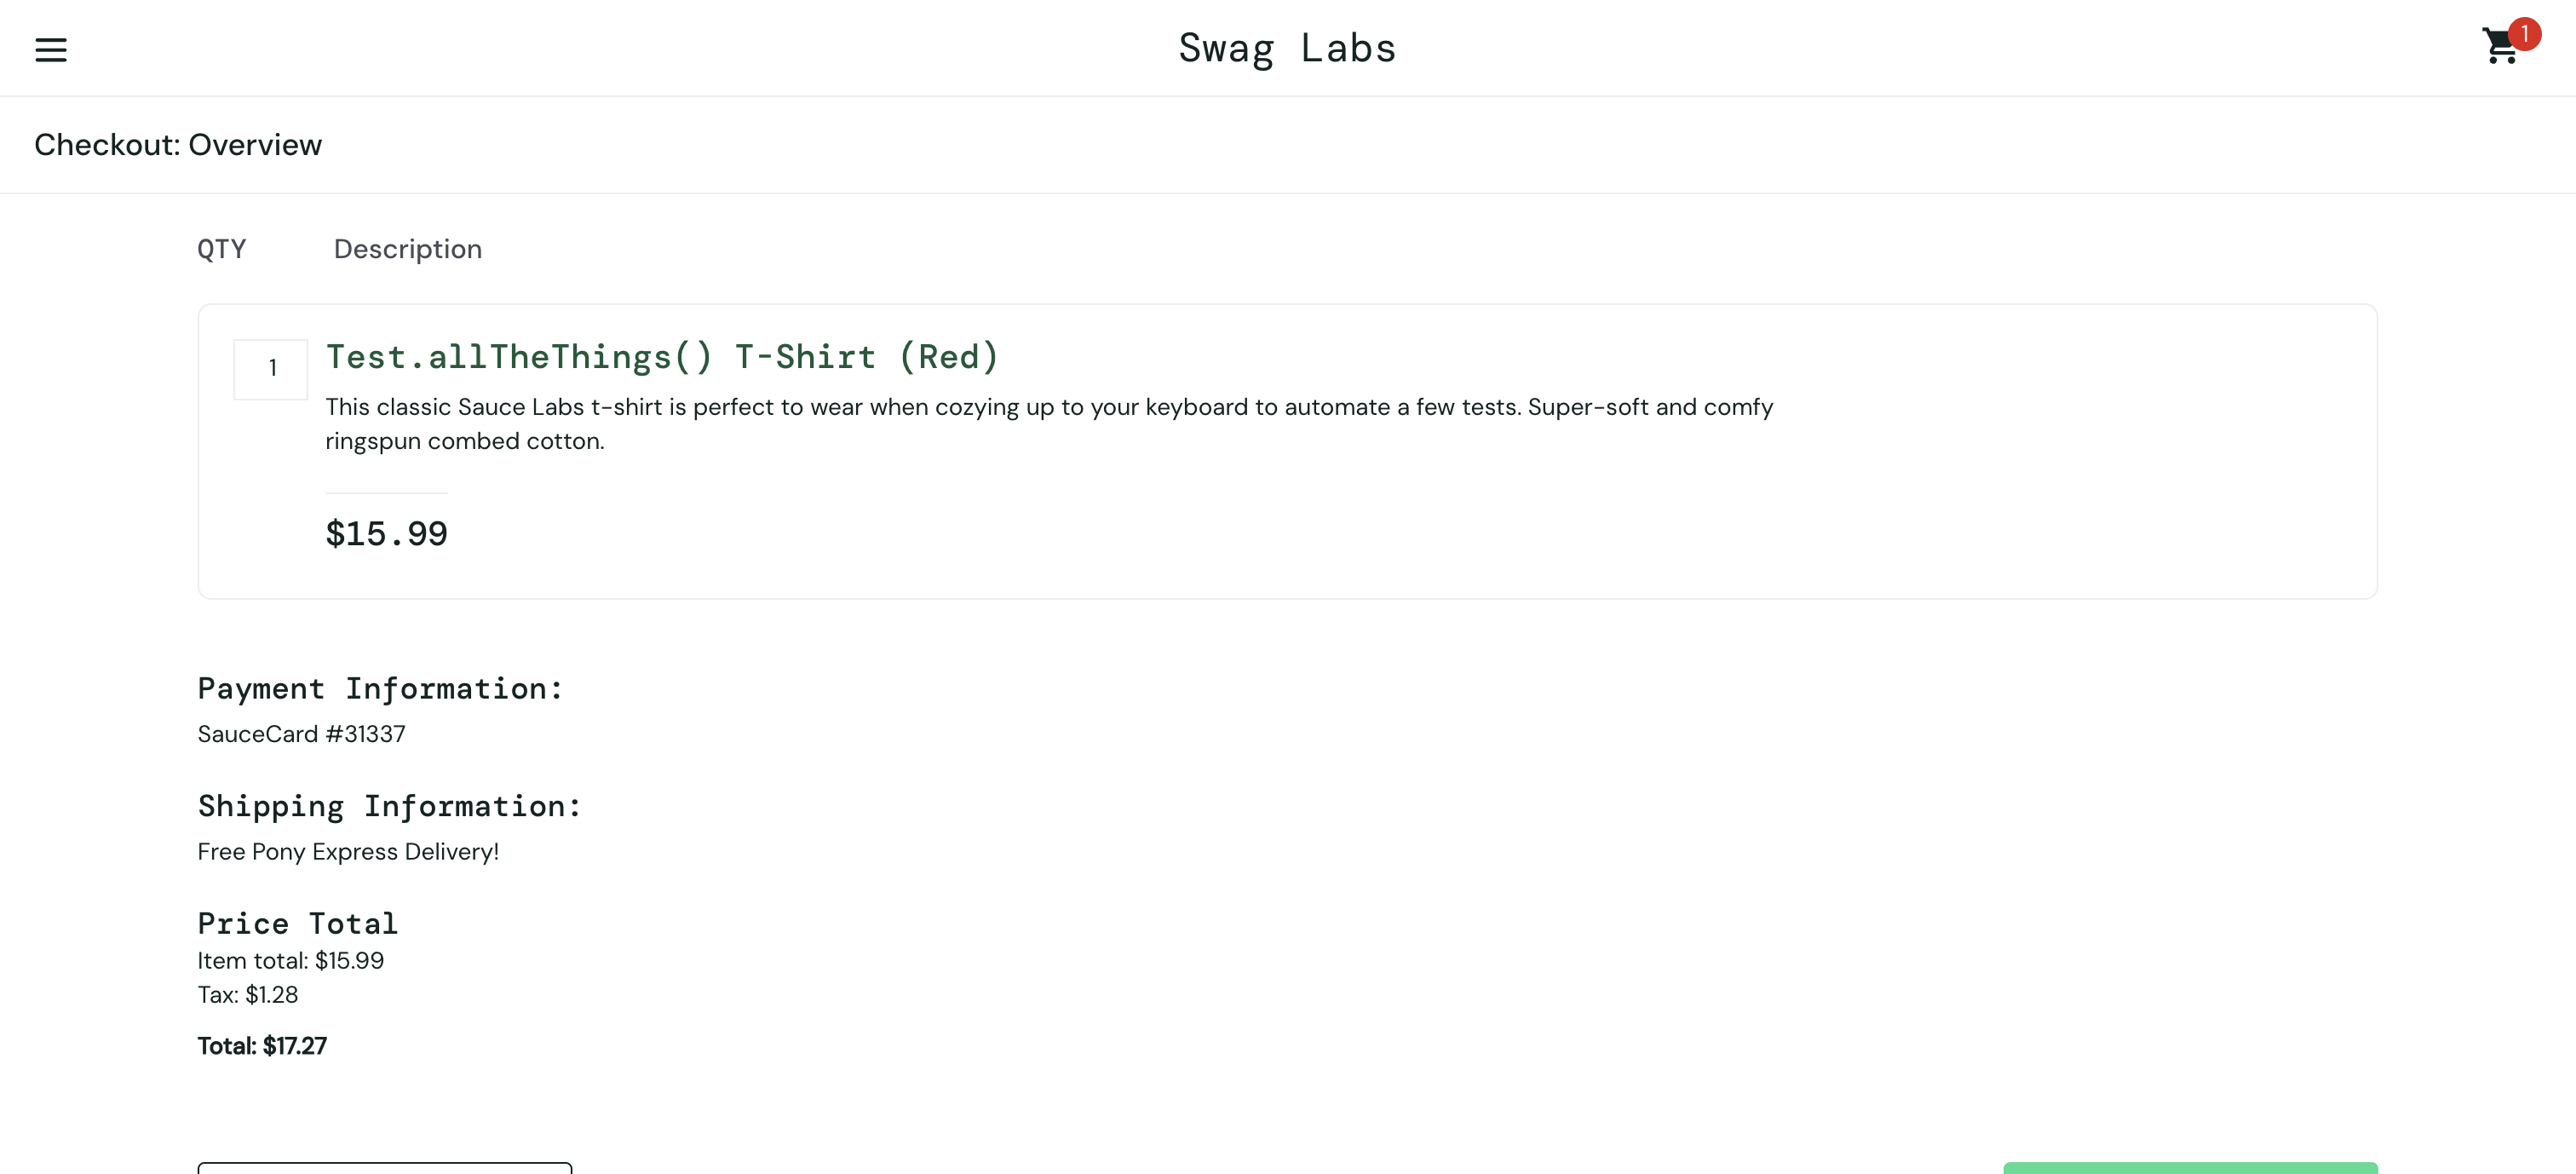 Swag Labs
1
Checkout: Overview
QTY Description
1
Test.allTheThings() T-Shirt (Red)
This classic Sauce Labs t-shirt is perfect to wear when cozying up to your keyboard to automate a few tests. Super-soft and comfy
ringspun combed cotton.
$15.99
Payment Information:
SauceCard #31337
Shipping Information:
Free Pony Express Delivery!
Price Total
Item total: $15.99
Tax: $1.28
Total: $17.27